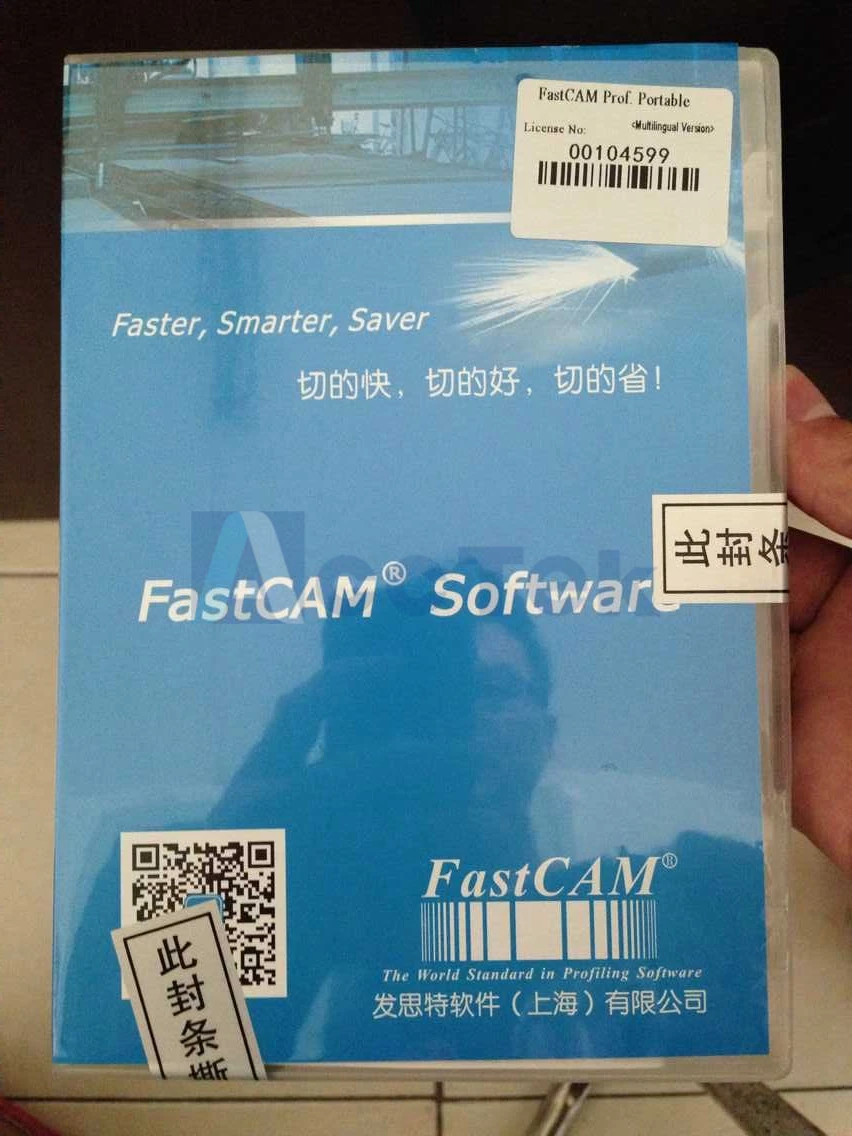 FastCAM Prof. Portable
License No: <Multilingual Version>
00104599
Faster, Smarter, Saver
切的快，切的好，切的省！
AccTek
此封条
FastCAM® Software
FastCAM®
The World Standard in Profiling Software
发思特软件（上海）有限公司
此封条撕